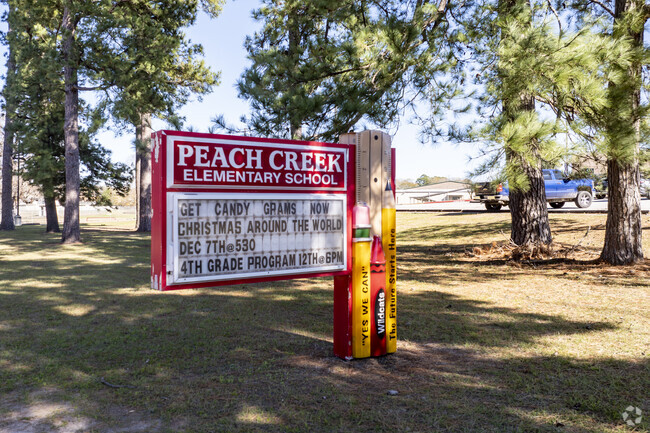 PEACH CREEK
ELEMENTARY SCHOOL
GET CANDY GRAMS NOW
CHRISTMAS AROUND THE WORLD
DEC 7TH@530
4TH GRADE PROGRAM 12TH@6PM
"YES WE CAN"
Wildcats
The Future Starts Here